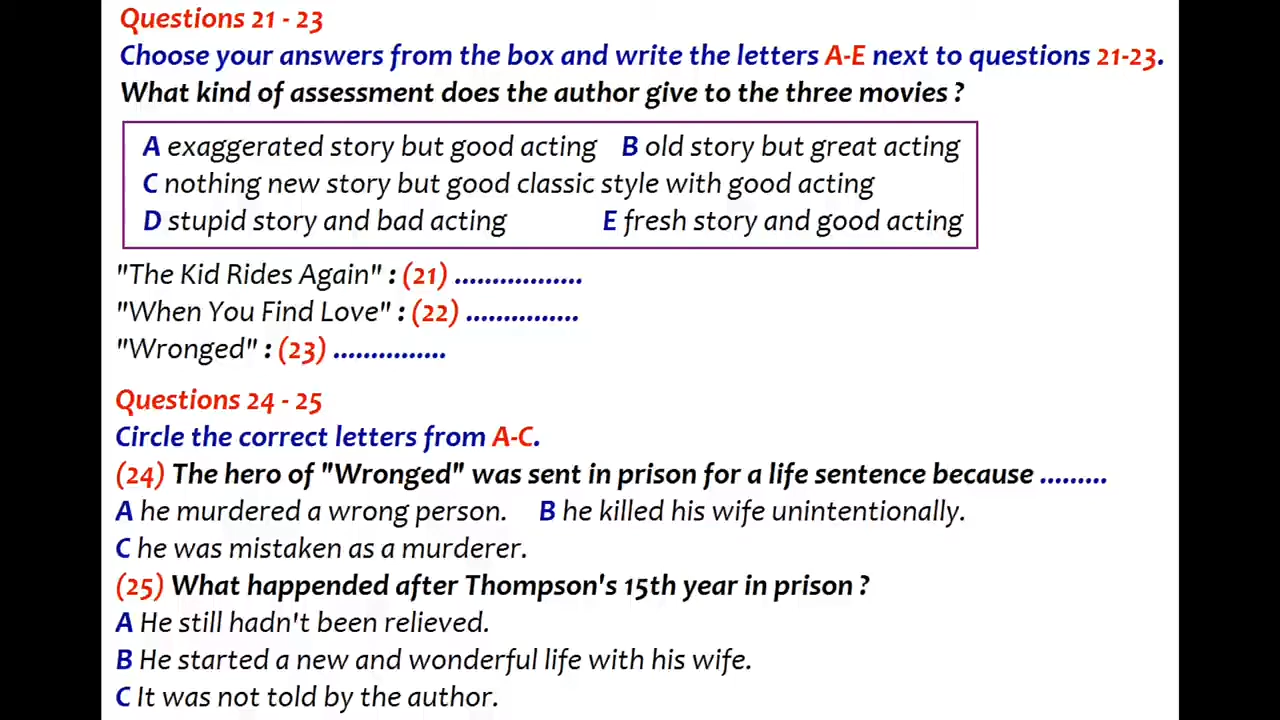 Questions 21 - 23
Choose your answers from the box and write the letters A-E next to questions 21-23.
What kind of assessment does the author give to the three movies ?
A exaggerated story but good acting B old story but great acting
C nothing new story but good classic style with good acting
D stupid story and bad acting E fresh story and good acting
"The Kid Rides Again" : (21) .................
"When You Find Love" : (22) ...............
"Wronged" : (23) ...............
Questions 24 - 25
Circle the correct letters from A-C.
(24) The hero of "Wronged" was sent in prison for a life sentence because .........
A he murdered a wrong person. B he killed his wife unintentionally.
C he was mistaken as a murderer.
(25) What happended after Thompson's 15th year in prison ?
A He still hadn't been relieved.
B He started a new and wonderful life with his wife.
C It was not told by the author.